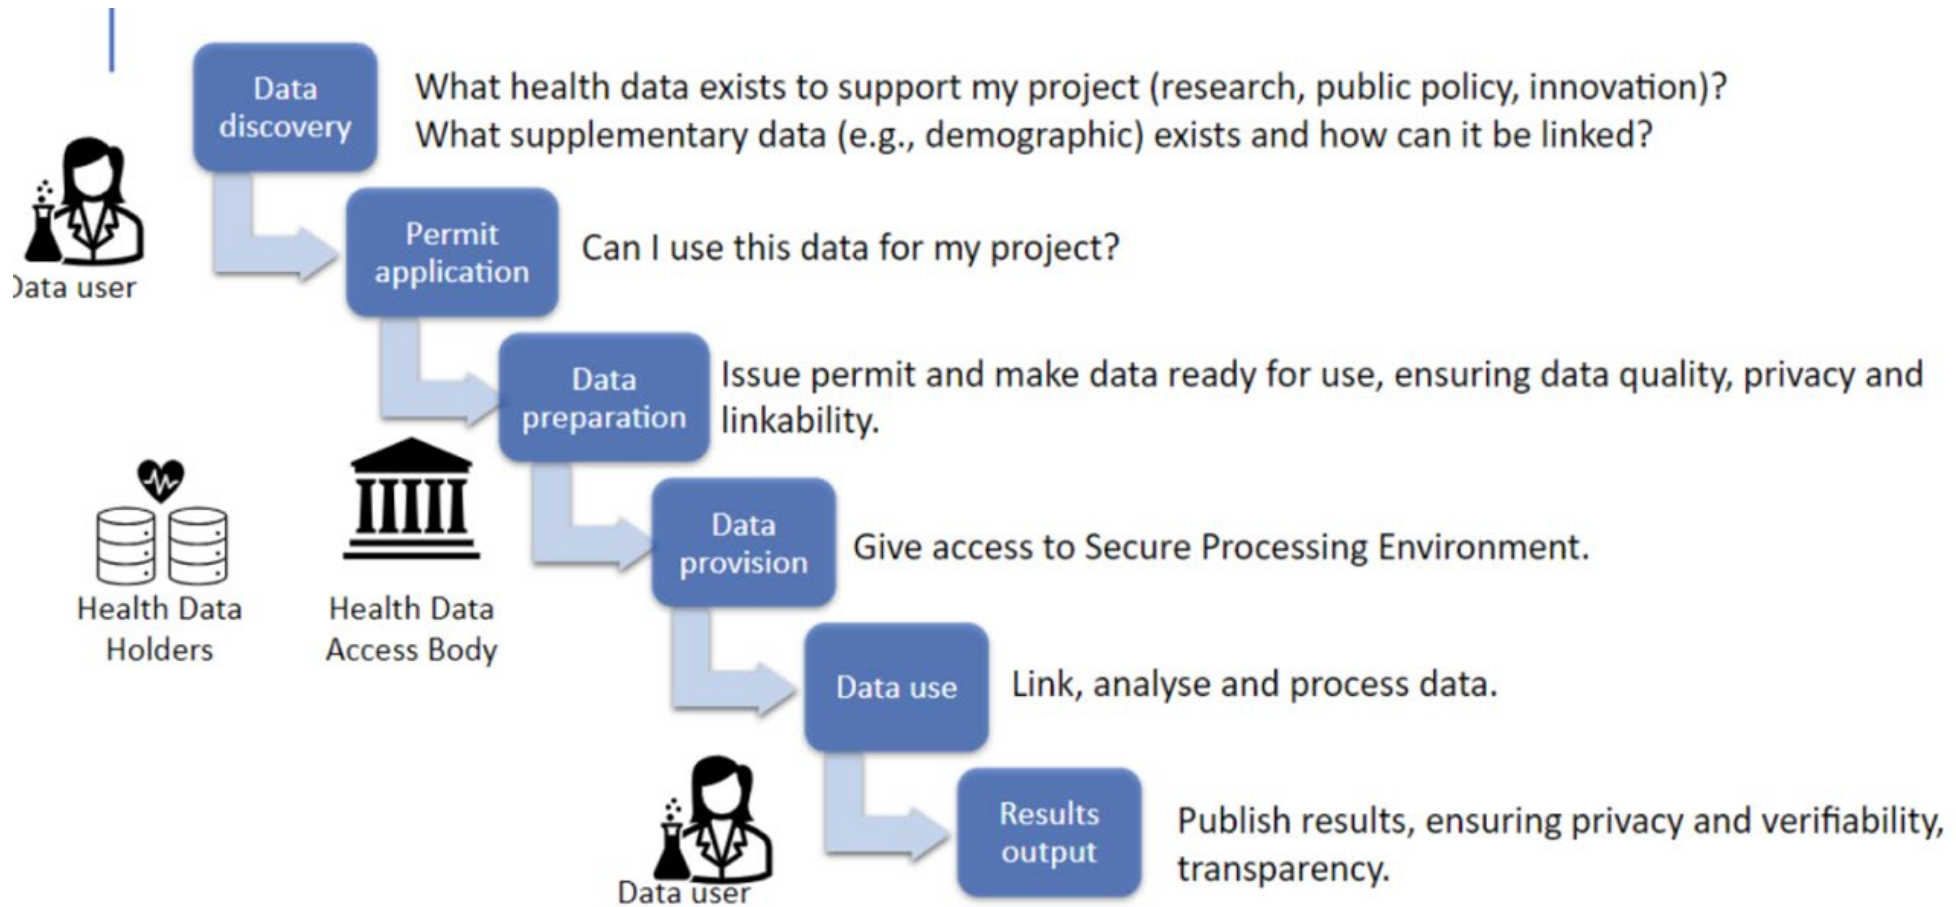 Data
discovery
What health data exists to support my project (research, public policy, innovation)?
What supplementary data (e.g., demographic) exists and how can it be linked?
Data user
Permit
application
Can I use this data for my project?
Data
preparation
Issue permit and make data ready for use, ensuring data quality, privacy and
linkability.
Health Data
Holders
Health Data
Access Body
Data
provision
Give access to Secure Processing Environment.
Data use
Link, analyse and process data.
Data user
Results
output
Publish results, ensuring privacy and verifiability,
transparency.